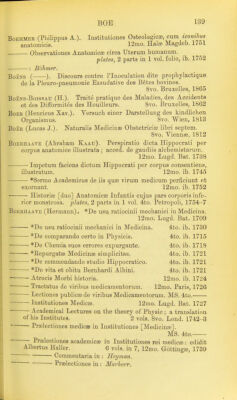 BOE 139
BOEHMER (Philippus A.). Institutiones Osteologicæ, cum iconibus
anatomicis. 12mo. Halæ Magdeb. 1751
—— Observationes Anatomicæ circa Uterum humanum.
plates, 2 parts in 1 vol. folio, ib. 1752
—— : Böhmer.
BOËNS (——). Discours contre l'Inoculation dite prophylactique
de la Pleuro-pneumonie Exsudative des Bêtes bovines.
8vo. Bruxelles, 1865
BOËNS-BOISSAU (H.). Traité pratique des Maladies, des Accidents
et des Difformités des Houilleurs. 8vo. Bruxelles, 1862
BOER (Henricus Xav.). Versuch einer Darstellung des kindlichen
Organismus. 8vo. Wien, 1813
BOËR (Lucas J.). Naturalis Medicinæ Obstetriciæ libri septem.
8vo. Viennæ, 1812
BOERHAAVE (Abraham KAAU). Perspiratio dicta Hippocrati per
corpus anatomice illustrata; acced. de gaudiis alchemistarum.
12mo. Lugd. Bat. 1738
—— Impetum faciens dictum Hippocrati per corpus consentiens,
illustratum. 12mo. ib. 1745
—— *Sermo Academicus de iis quæ virum medicum perficiunt et
exornant. 12mo. ib. 1752
—— Historiæ (duæ) Anatomicæ Infantis cujus pars corporis infe-
rior monstrosa. plates, 2 parts in 1 vol. 4to. Petropoli, 1754-7
BOERHAAVE (Herman). *De usu ratiocinii mechanici in Medicina.
12mo. Lugd. Bat. 1709
—— *De usu ratiocinii mechanici in Medicina. 4to. ib. 1730
—— *De comparando certo in Physicis. 4to. ib. 1715
—— *De Chemia suos errores expurgante. 4to. ib. 1718
—— *Repurgatæ Medicinæ simplicitas. 4to. ib. 1721
—— *De commendando studio Hippocratico. 4to. ib. 1721
—— *De vita et obitu Bernhardi Albini. 4to. ib. 1721
—— Atrocis Morbi historia. 12mo. ib. 1724
—— Tractatus de viribus medicamentorum. 12mo. Paris, 1726
—— Lectiones publicæ de viribus Medicamentorum. MS. 4to.——
—— Institutiones Medicæ. 12mo. Lugd. Bat. 1727
—— Academical Lectures on the theory of Physic; a translation
of his Institutes. 2 vols. 8vo. Lond. 1742-3
—— Prælectiones medicæ in Institutiones [Medicinæ].
MS. 4to.——
—— Prælectiones academicæ in Institutiones rei medicæ: edidit
Albertus Haller. 6 vols. in 7, 12mo. Göttingæ, 1739
—— —— Commentaria in: Heyman.
—— —— Prælectiones in: Marherr.